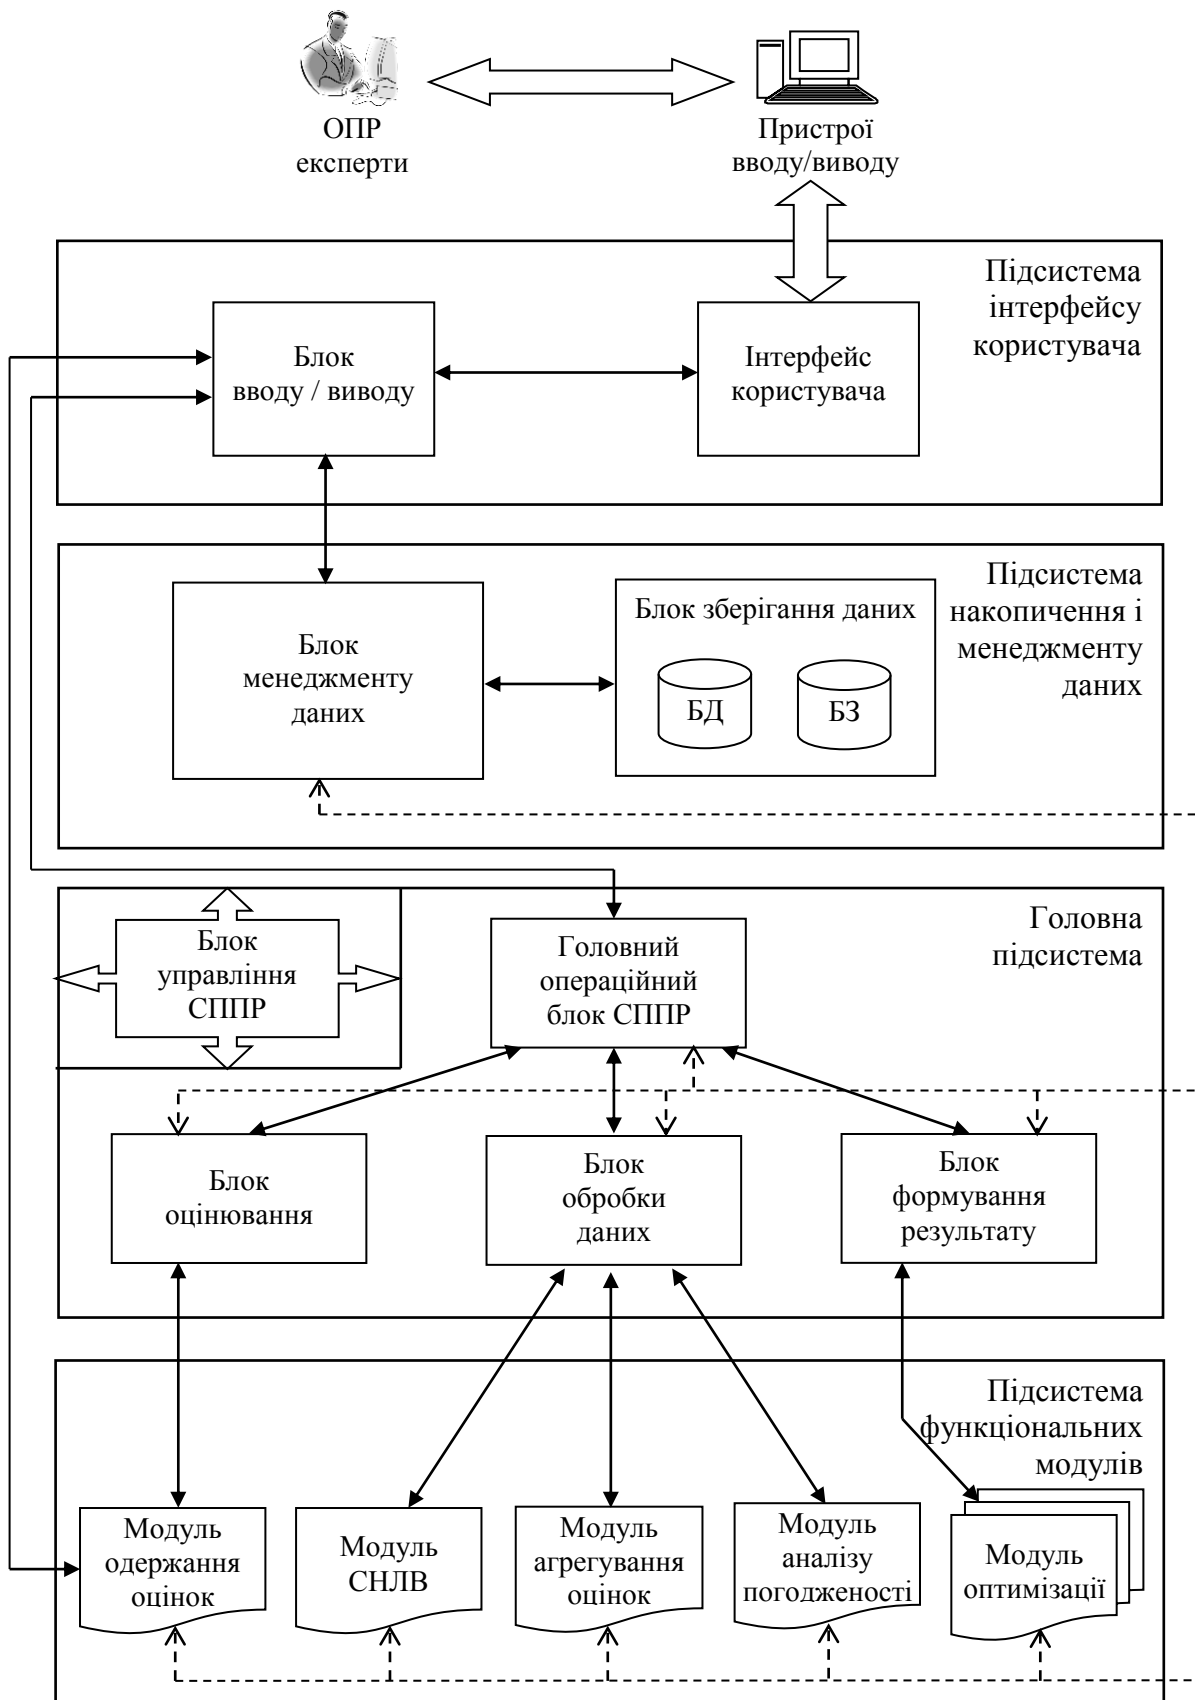 ОПР
експерти
Пристрої
вводу/виводу
Підсистема
інтерфейсу
користувача
Блок
вводу / виводу
Інтерфейс
користувача
Підсистема
накопичення і
менеджменту
даних
Блок
менеджменту
даних
Блок зберігання даних
БД
БЗ
Головна
підсистема
Блок
управління
СППР
Головний
операційний
блок СППР
Блок
оцінювання
Блок
обробки
даних
Блок
формування
результату
Підсистема
функціональних
модулів
Модуль
одержання
оцінок
Модуль
СНЛВ
Модуль
агрегування
оцінок
Модуль
аналізу
погодженості
Модуль
оптимізації